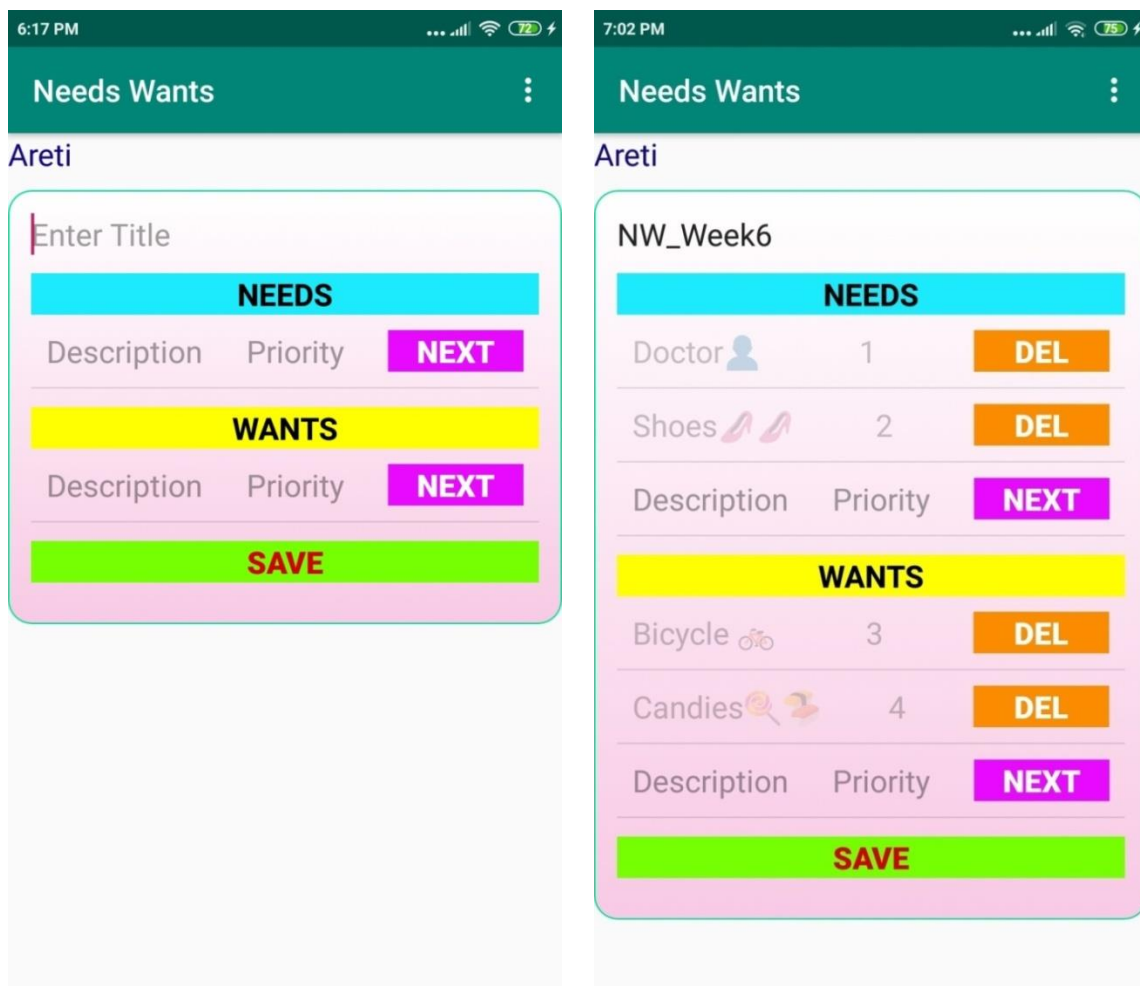 6:17 PM 72
Needs Wants
Areti
Enter Title
NEEDS
Description Priority NEXT
WANTS
Description Priority NEXT
SAVE
7:02 PM 75
Needs Wants
Areti
NW_Week6
NEEDS
Doctor👤 1 DEL
Shoes👠👠 2 DEL
Description Priority NEXT
WANTS
Bicycle 🚲 3 DEL
Candies🍭🍣 4 DEL
Description Priority NEXT
SAVE